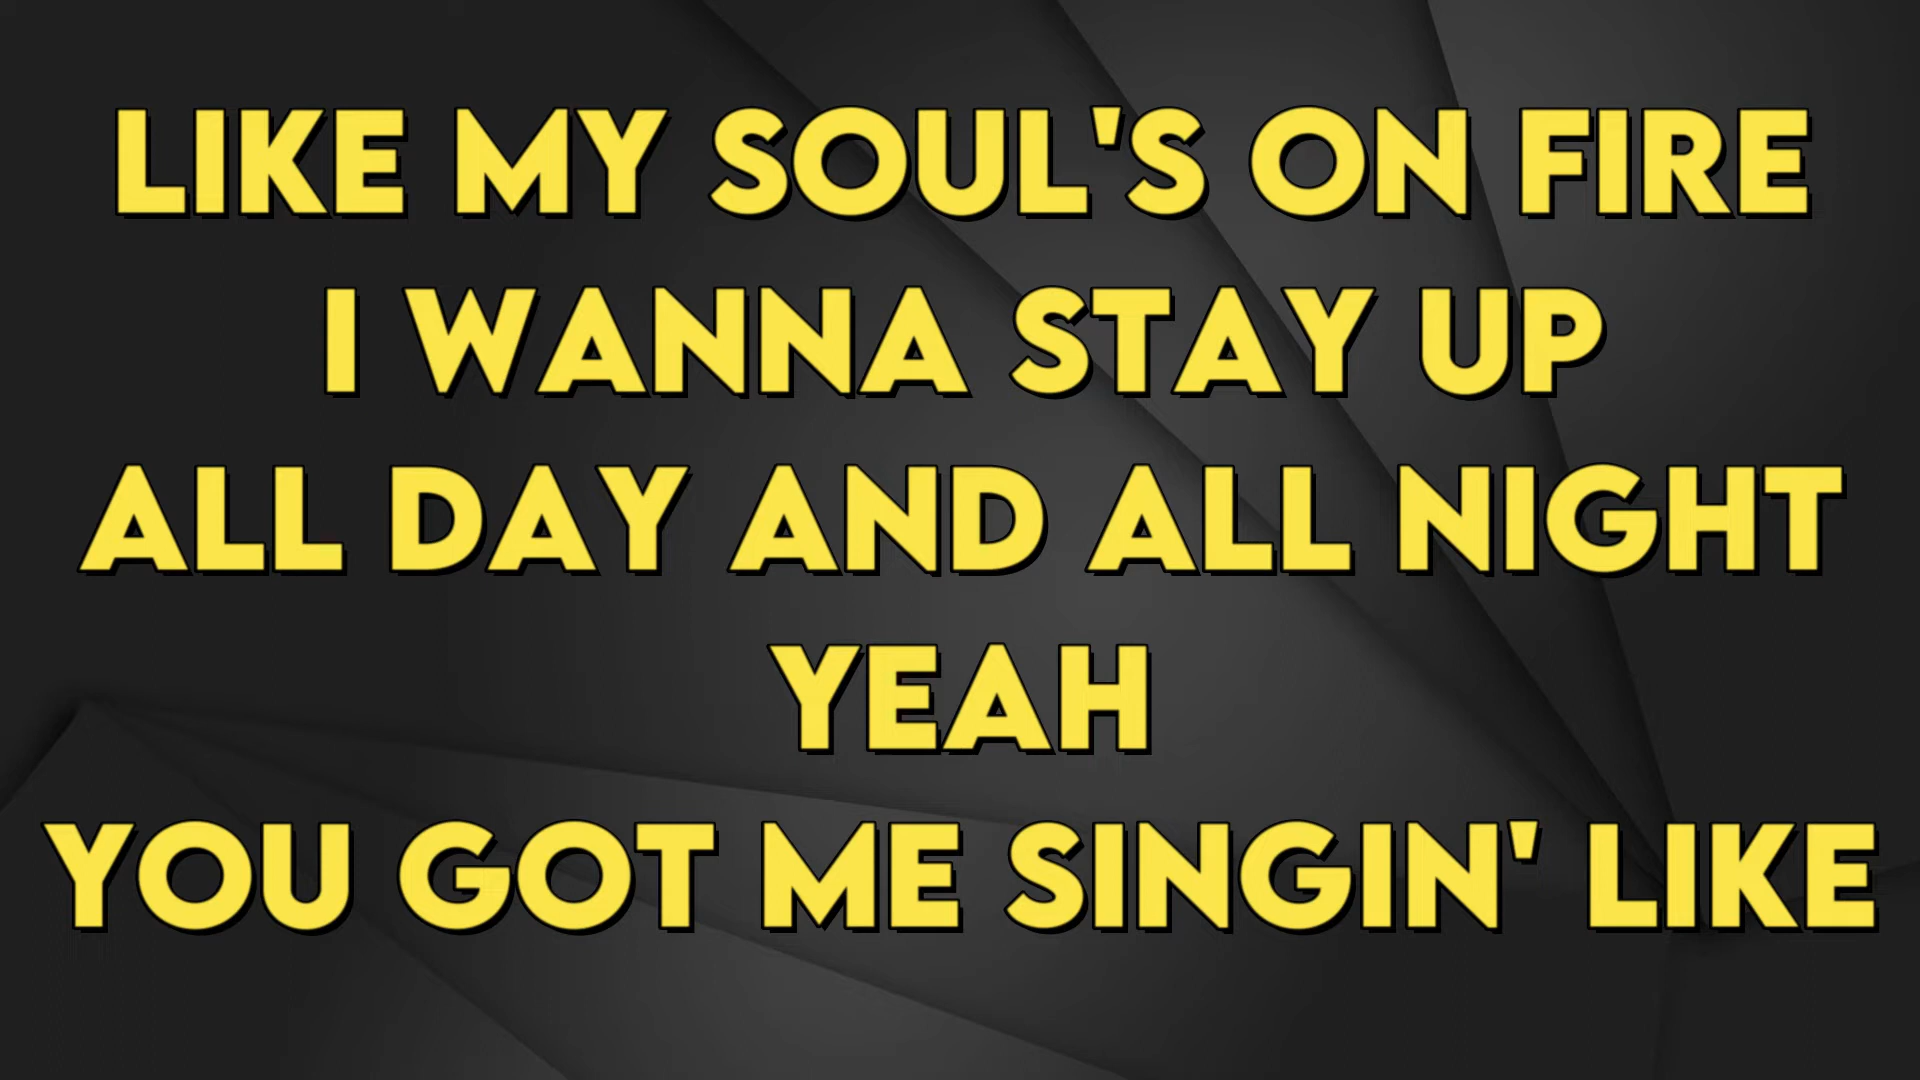 LIKE MY SOUL'S ON FIRE
I WANNA STAY UP
ALL DAY AND ALL NIGHT
YEAH
YOU GOT ME SINGIN' LIKE